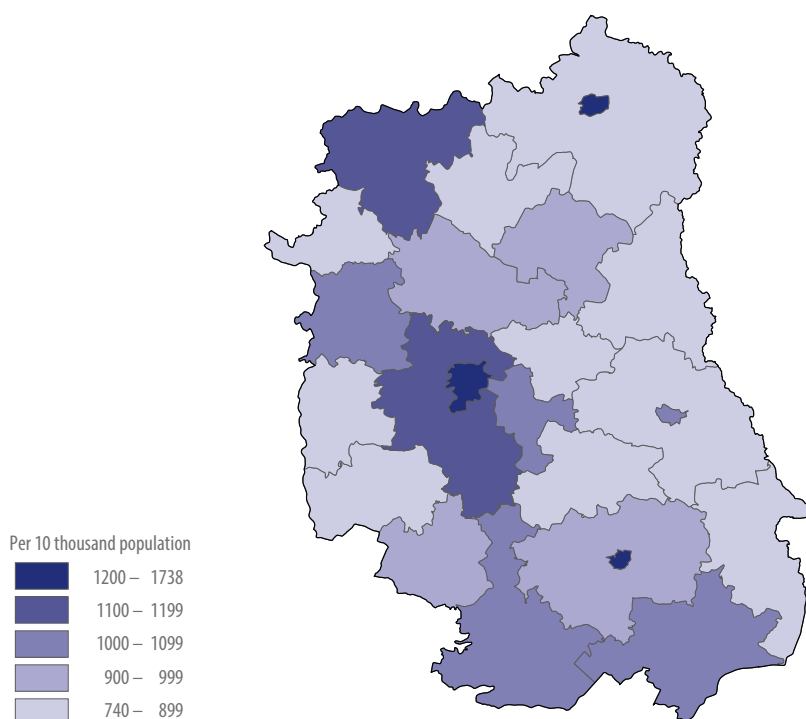 Per 10 thousand population
1200 – 1738
1100 – 1199
1000 – 1099
900 – 999
740 – 899